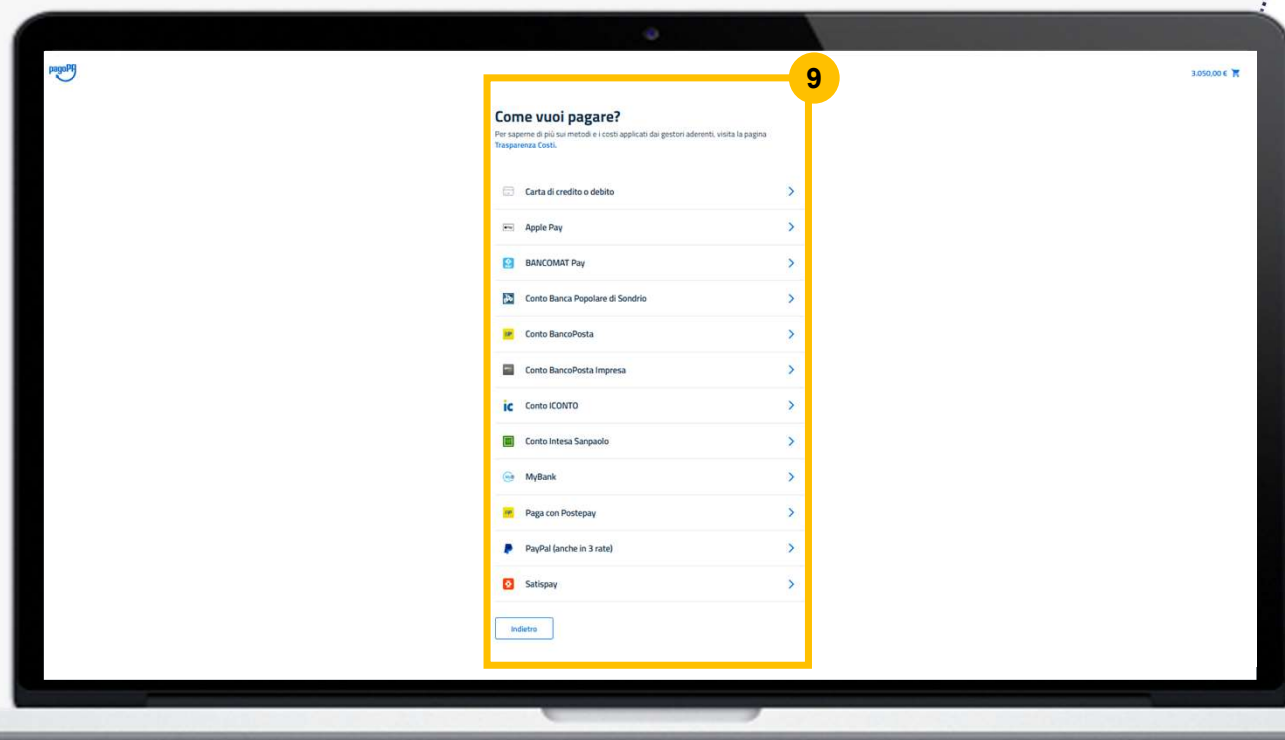 pagoPA
3.050,00 €
9
Come vuoi pagare?
Per saperne di più sui metodi e i costi applicati dai gestori aderenti, visita la pagina
Trasparenza Costi.
Carta di credito o debito
Apple Pay
BANCOMAT Pay
Conto Banca Popolare di Sondrio
Conto BancoPosta
Conto BancoPosta Impresa
ic Conto ICONTO
Conto Intesa Sanpaolo
MyBank
Paga con Postepay
PayPal (anche in 3 rate)
Satispay
Indietro